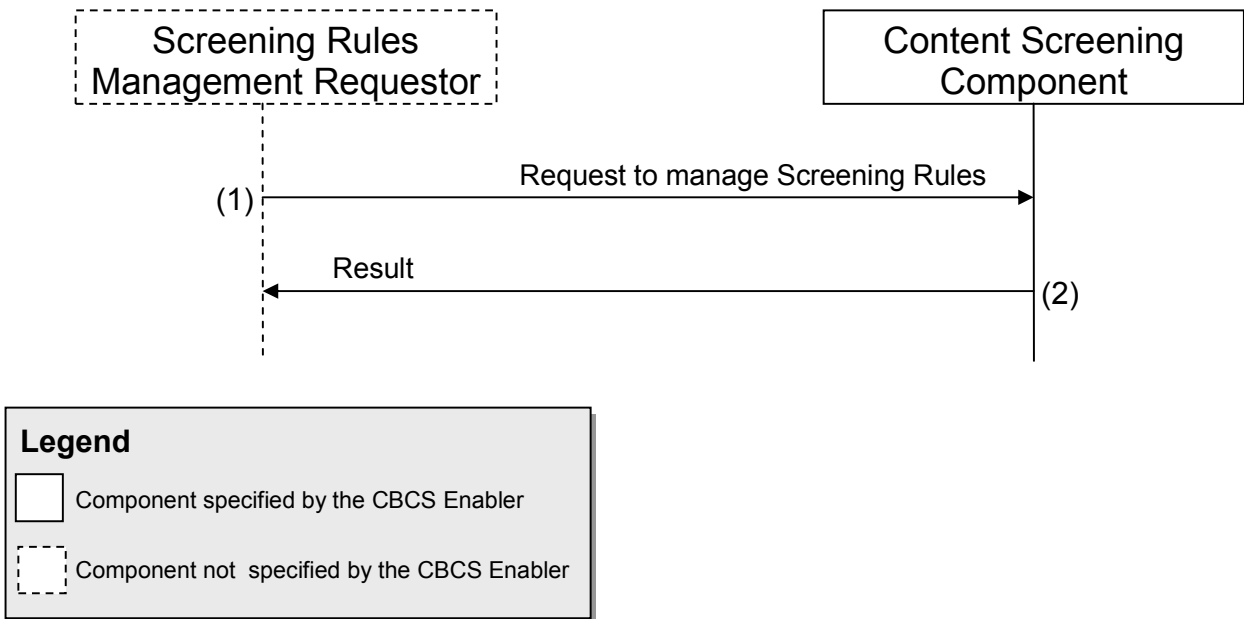 Screening Rules
Management Requestor
Content Screening
Component
Request to manage Screening Rules
(1)
Result
(2)
Legend
Component specified by the CBCS Enabler
Component not specified by the CBCS Enabler